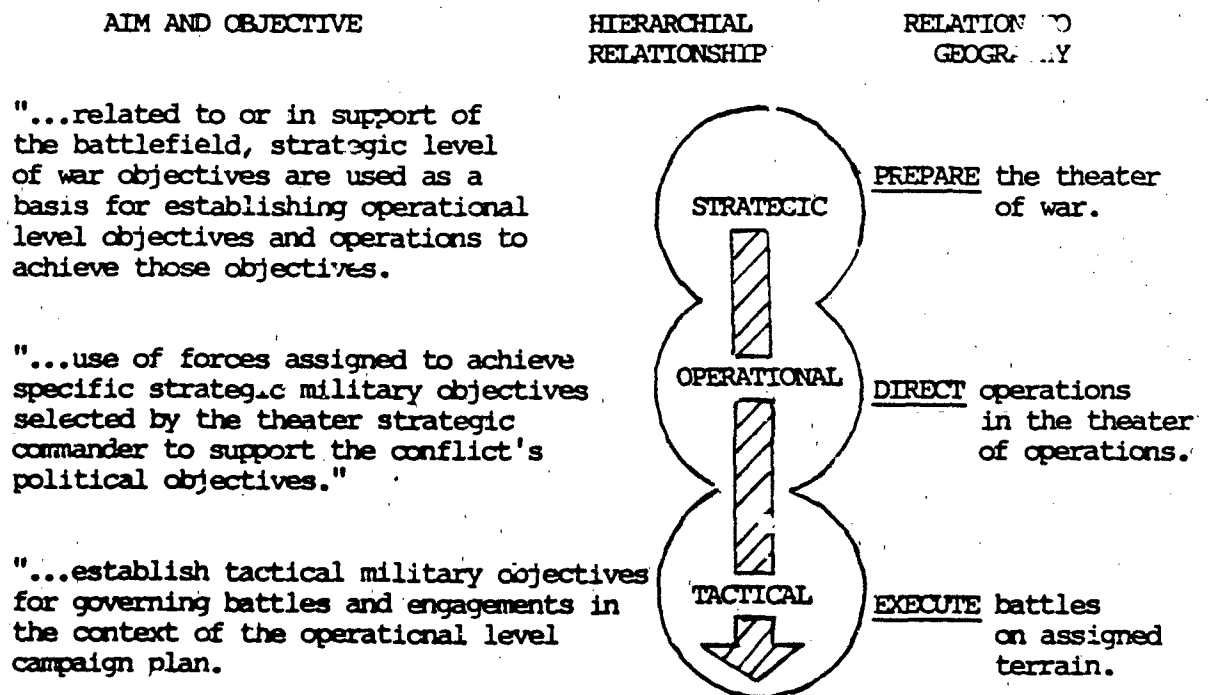 AIM AND OBJECTIVE
HIERARCHIAL
RELATIONSHIP
RELATION
"...related to or in support of
the battlefield, strategic level
of war objectives are used as a
basis for establishing operational
level objectives and operations to
achieve those objectives.
STRATEGIC
PREPARE the theater
of war.
"...use of forces assigned to achieve
specific strategic military objectives
selected by the theater strategic
commander to support the conflict's
political objectives."
OPERATIONAL
DIRECT operations
in the theater
of operations.
"...establish tactical military objectives
for governing battles and engagements in
the context of the operational level
campaign plan.
TACTICAL
EXECUTE battles
on assigned
terrain.